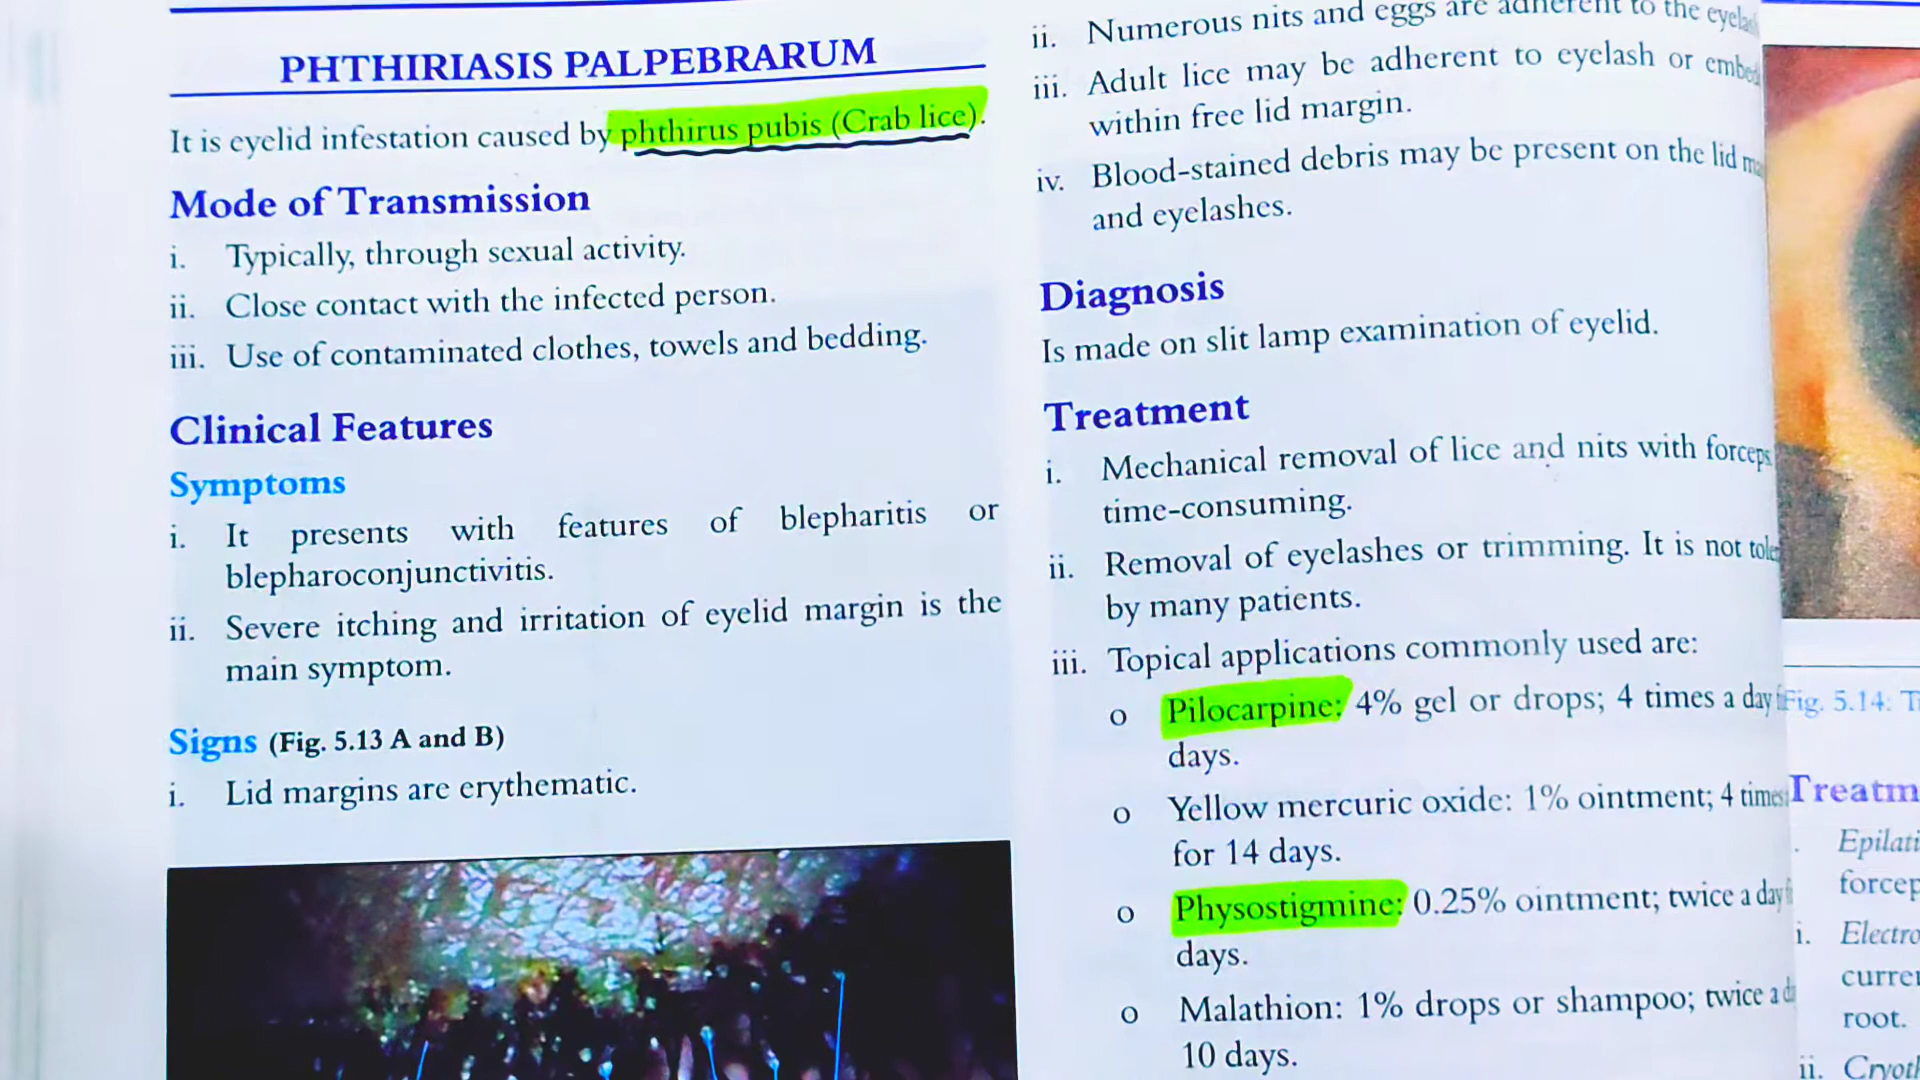 PHTHIRIASIS PALPEBRARUM
It is eyelid infestation caused by phthirus pubis (Crab lice).
Mode of Transmission
i. Typically, through sexual activity.
ii. Close contact with the infected person.
iii. Use of contaminated clothes, towels and bedding.
Clinical Features
Symptoms
i. It presents with features of blepharitis or
blepharoconjunctivitis.
ii. Severe itching and irritation of eyelid margin is the
main symptom.
Signs (Fig. 5.13 A and B)
i. Lid margins are erythematic.
ii. Numerous nits and eggs are adherent to the
iii. Adult lice may be adherent to eyelash or
within free lid margin.
iv. Blood-stained debris may be present on the lid
and eyelashes.
Diagnosis
Is made on slit lamp examination of eyelid.
Treatment
i. Mechanical removal of lice and nits with forceps
time-consuming.
ii. Removal of eyelashes or trimming. It is not
by many patients.
iii. Topical applications commonly used are:
o Pilocarpine: 4% gel or drops; 4 times a day
days.
o Yellow mercuric oxide: 1% ointment; 4 times
for 14 days.
o Physostigmine: 0.25% ointment; twice a day
days.
o Malathion: 1% drops or shampoo; twice a
10 days.
Fig. 5.14:
Treatm
Epilati
forcep
i. Electro
curre
root.
ii. Cryot